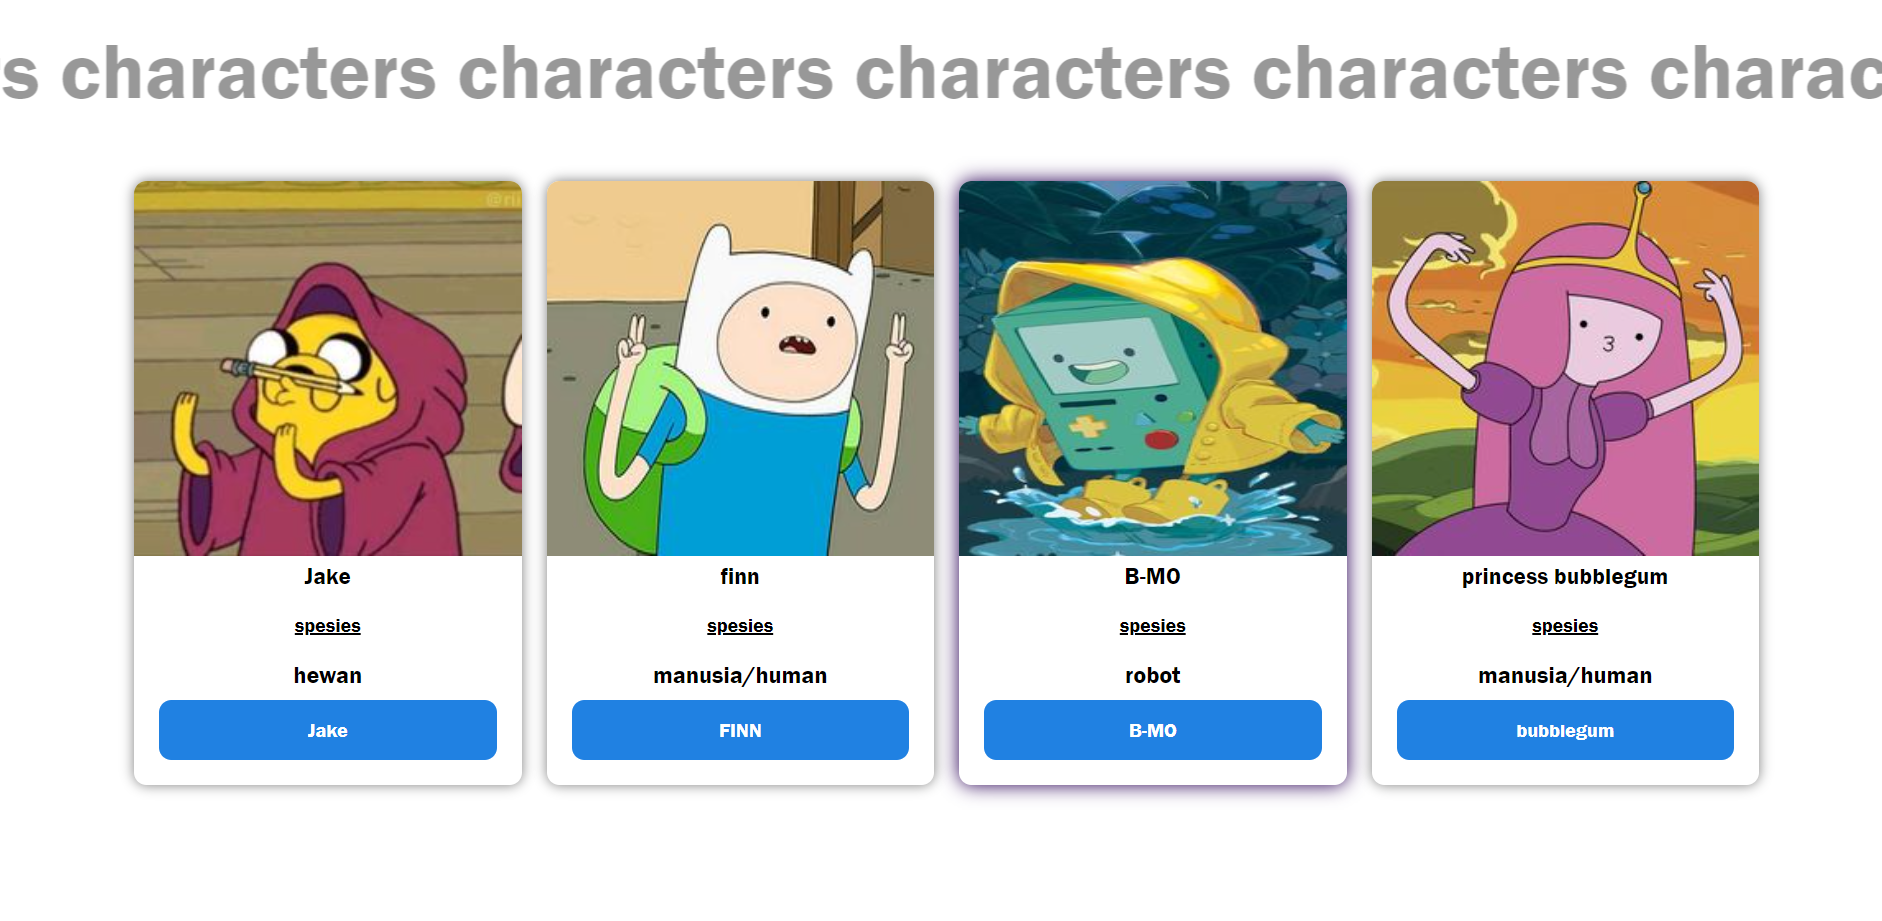 s characters characters characters characters charac
@rii
Jake
spesies
hewan
Jake
finn
spesies
manusia/human
FINN
B-MO
spesies
robot
B-MO
princess bubblegum
spesies
manusia/human
bubblegum